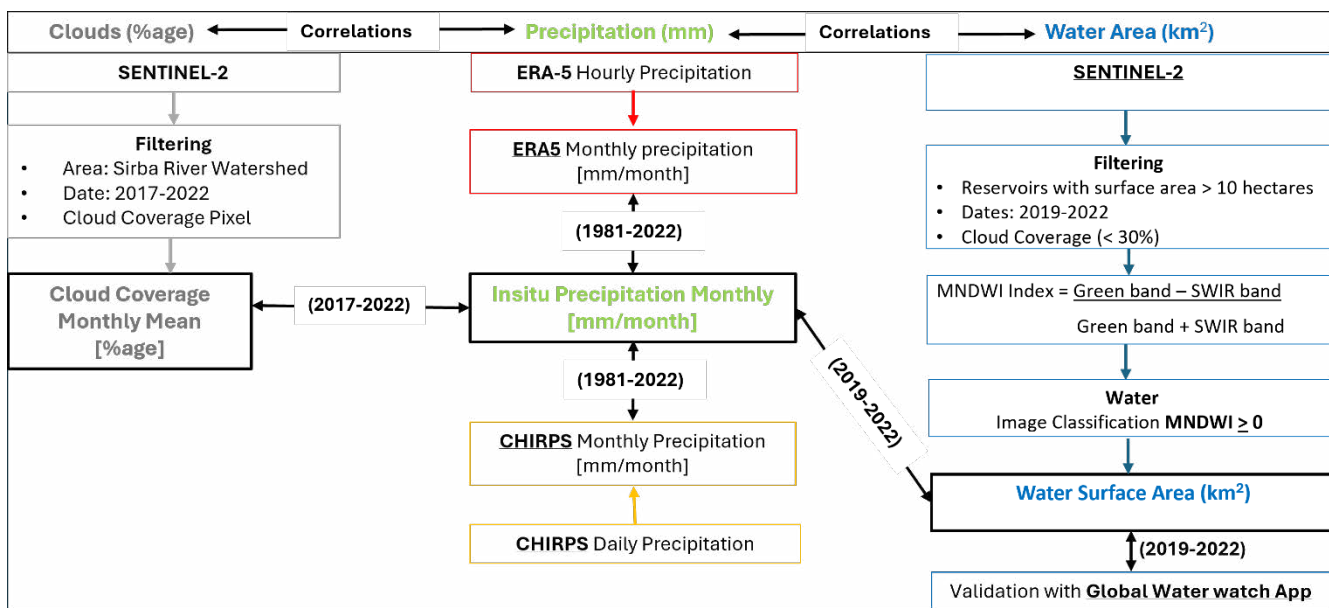 Clouds (%age)
Correlations
Precipitation (mm)
Correlations
Water Area (km²)
SENTINEL-2
Filtering
• Area: Sirba River Watershed
• Date: 2017-2022
• Cloud Coverage Pixel
Cloud Coverage
Monthly Mean
[%age]
(2017-2022)
ERA-5 Hourly Precipitation
ERA5 Monthly precipitation
[mm/month]
(1981-2022)
Insitu Precipitation Monthly
[mm/month]
(1981-2022)
CHIRPS Monthly Precipitation
[mm/month]
CHIRPS Daily Precipitation
(2019-2022)
SENTINEL-2
Filtering
• Reservoirs with surface area > 10 hectares
• Dates: 2019-2022
• Cloud Coverage (< 30%)
MNDWI Index = Green band – SWIR band
Green band + SWIR band
Water
Image Classification MNDWI ≥ 0
Water Surface Area (km²)
(2019-2022)
Validation with Global Water watch App